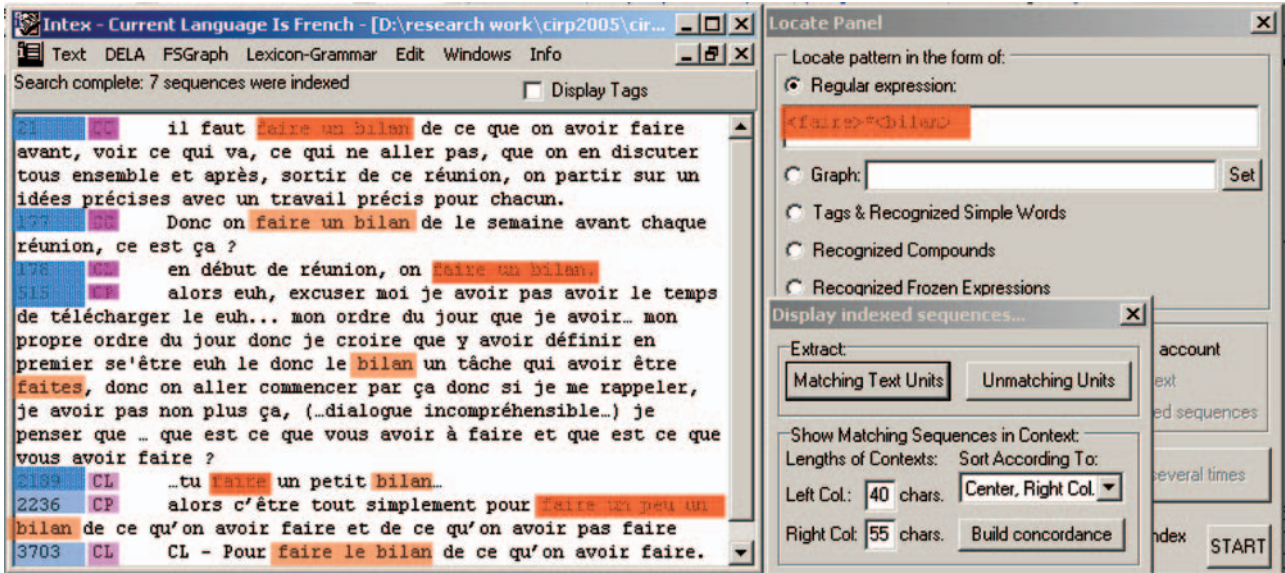 Intex - Current Language Is French - [D:\research work\cirp2005\cir...
Text DELA FSGraph Lexicon-Grammar Edit Windows Info
Search complete: 7 sequences were indexed
Display Tags
21 CC il faut faire un bilan de ce que on avoir faire
avant, voir ce qui va, ce qui ne aller pas, que on en discuter
tous ensemble et après, sortir de ce réunion, on partir sur un
idées précises avec un travail précis pour chacun.
177 CC Donc on faire un bilan de le semaine avant chaque
réunion, ce est ça ?
178 CL en début de réunion, on faire un bilan.
515 CP alors euh, excuser moi je avoir pas avoir le temps
de télécharger le euh... mon ordre du jour que je avoir… mon
propre ordre du jour donc je croire que y avoir définir en
premier se'être euh le donc le bilan un tâche qui avoir être
faites, donc on aller commencer par ça donc si je me rappeler,
je avoir pas non plus ça, (…dialogue incompréhensible…) je
penser que … que est ce que vous avoir à faire et que est ce que
vous avoir faire ?
2189 CL …tu faire un petit bilan…
2236 CP alors c'être tout simplement pour faire un peu un
bilan de ce qu'on avoir faire et de ce qu'on avoir pas faire
3703 CL CL - Pour faire le bilan de ce qu'on avoir faire.
Locate Panel
Locate pattern in the form of:
Regular expression:
<faire>*<bilan>
Graph: Set
Tags & Recognized Simple Words
Recognized Compounds
Recognized Frozen Expressions
Display indexed sequences...
Extract:
Matching Text Units Unmatching Units
Show Matching Sequences in Context:
Lengths of Contexts: Sort According To:
Left Col.: 40 chars. Center, Right Col.
Right Col: 55 chars. Build concordance
account
ext
ed sequences
several times
ndex START